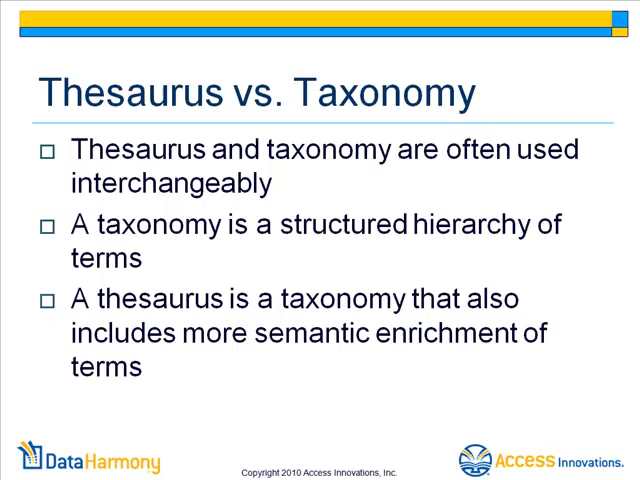 Thesaurus vs. Taxonomy
Thesaurus and taxonomy are often used
interchangeably
A taxonomy is a structured hierarchy of
terms
A thesaurus is a taxonomy that also
includes more semantic enrichment of
terms
DataHarmony
Copyright 2010 Access Innovations, Inc.
Access Innovations.